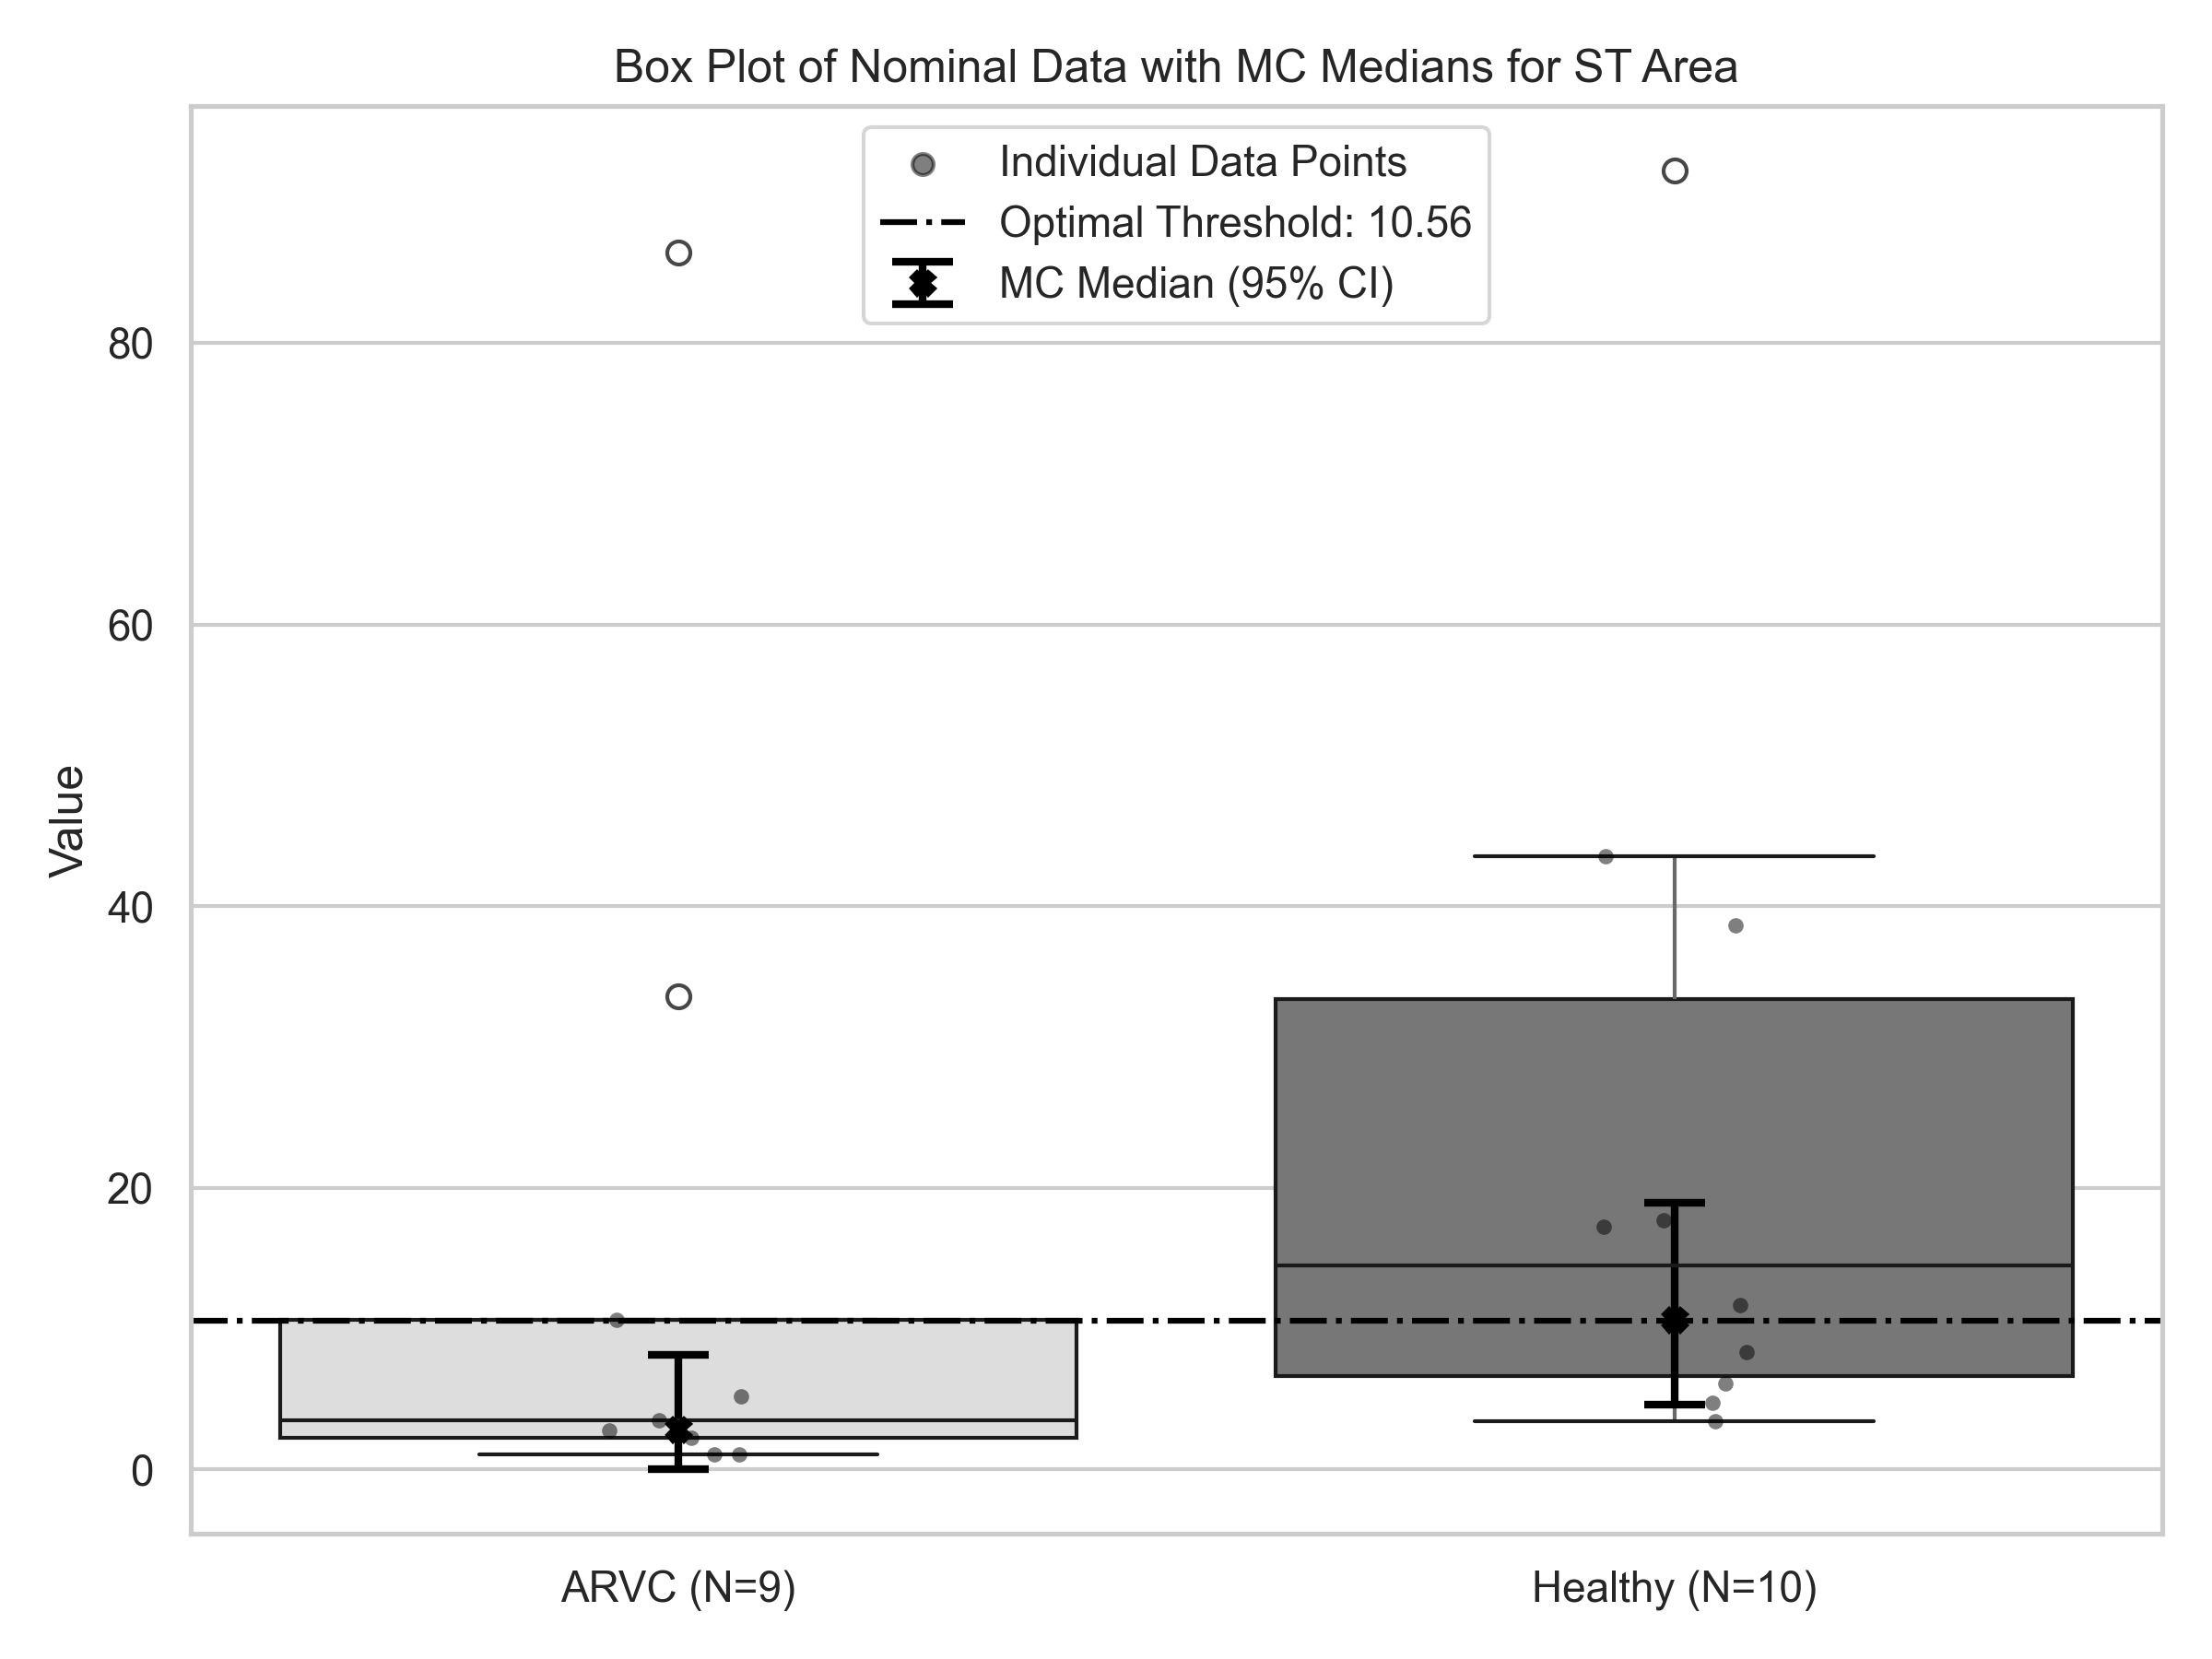 Box Plot of Nominal Data with MC Medians for ST Area
Individual Data Points
Optimal Threshold: 10.56
MC Median (95% CI)
80
60
40
20
0
Value
ARVC (N=9)
Healthy (N=10)